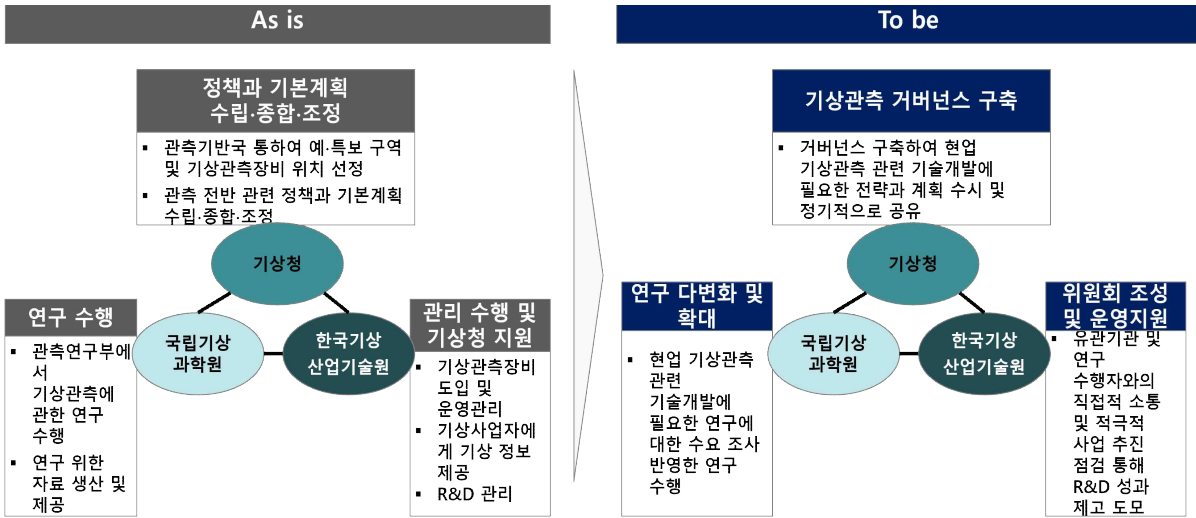 As is
정책과 기본계획
수립·종합·조정
▪ 관측기반국 통하여 예·특보 구역
및 기상관측장비 위치 선정
▪ 관측 전반 관련 정책과 기본계획
수립·종합·조정
기상청
연구 수행
▪ 관측연구부에
서
기상관측에
관한 연구
수행
▪ 연구 위한
자료 생산 및
제공
국립기상
과학원
한국기상
산업기술원
관리 수행 및
기상청 지원
▪ 기상관측장비
도입 및
운영관리
▪ 기상사업자에
게 기상 정보
제공
▪ R&D 관리
To be
기상관측 거버넌스 구축
▪ 거버넌스 구축하여 현업
기상관측 관련 기술개발에
필요한 전략과 계획 수시 및
정기적으로 공유
기상청
연구 다변화 및
확대
▪ 현업 기상관측
관련
기술개발에
필요한 연구에
대한 수요 조사
반영한 연구
수행
국립기상
과학원
한국기상
산업기술원
위원회 조성
및 운영지원
▪ 유관기관 및
연구
수행자와의
직접적 소통
및 적극적
사업 추진
점검 통해
R&D 성과
제고 도모